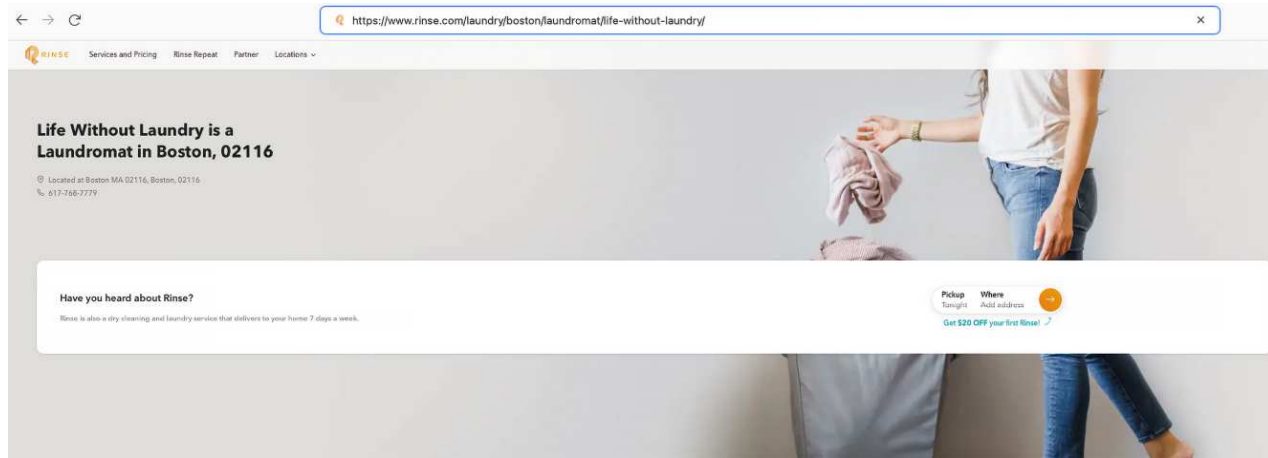 https://www.rinse.com/laundry/boston/laundromat/life-without-laundry/
RINSE Services and Pricing Rinse Repeat Partner Locations
Life Without Laundry is a
Laundromat in Boston, 02116
Located at Boston MA 02116, Boston, 02116
617-768-7779
Have you heard about Rinse?
Rinse is also a dry cleaning and laundry service that delivers to your home 7 days a week.
Pickup Where
Tonight Add address
Get $20 OFF your first Rinse!